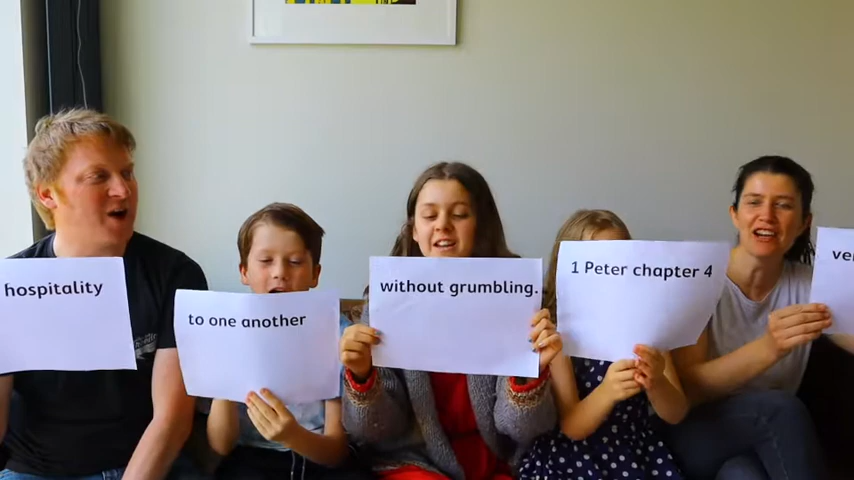 hospitality
to one another
without grumbling.
1 Peter chapter 4